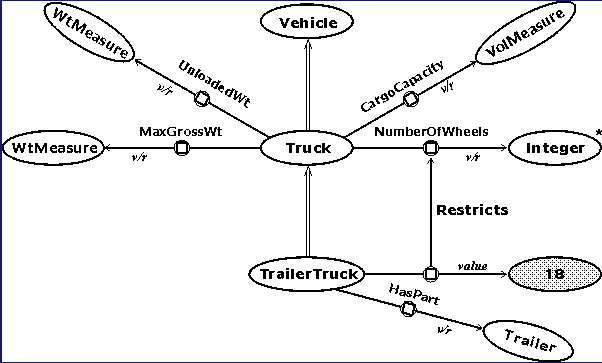 WtMeasure
Vehicle
VolMeasure
UnloadedWt
v/r
CargoCapacity
v/r
MaxGrossWt
NumberOfWheels
*
WtMeasure
v/r
Truck
v/r
Integer
Restricts
TrailerTruck
value
18
HasPart
v/r
Trailer